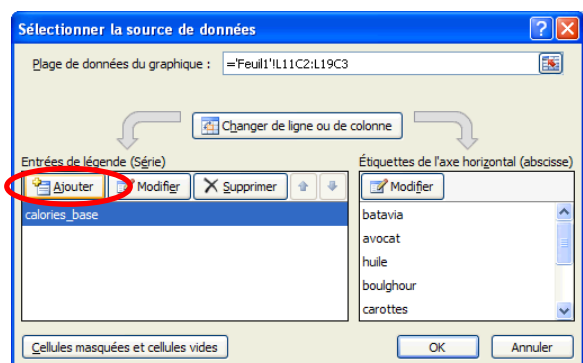 Sélectionner la source de données
Plage de données du graphique : ='Feuil1'!L11C2:L19C3
Changer de ligne ou de colonne
Entrées de légende (Série)
Ajouter Modifier Supprimer
calories_base
Étiquettes de l'axe horizontal (abscisse)
Modifier
batavia
avocat
huile
boulghour
carottes
Cellules masquées et cellules vides
OK Annuler